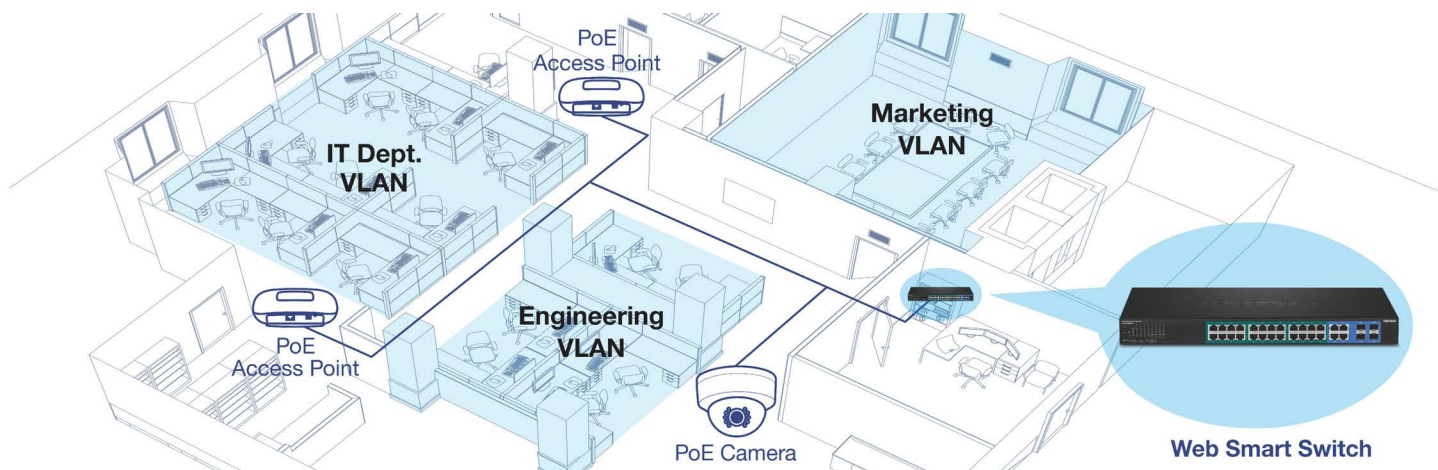 PoE
Access Point
Marketing
VLAN
IT Dept.
VLAN
Engineering
VLAN
PoE
Access Point
PoE Camera
Web Smart Switch